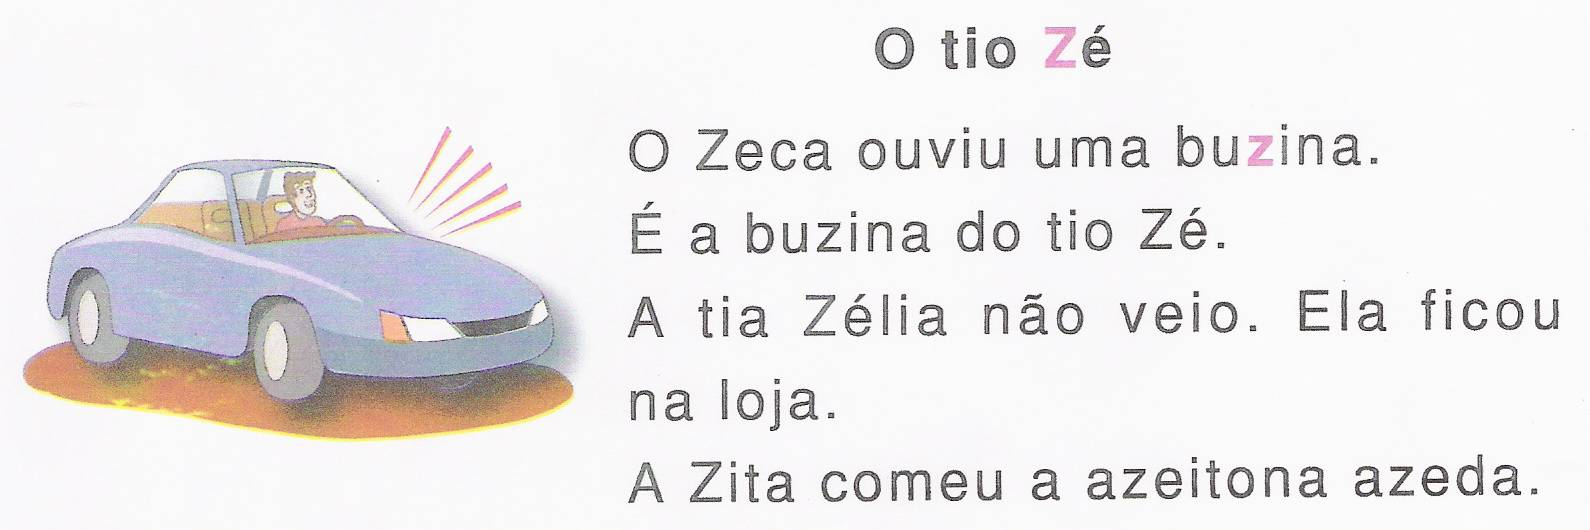 O tio Zé
O Zeca ouviu uma buzina.
É a buzina do tio Zé.
A tia Zélia não veio. Ela ficou
na loja.
A Zita comeu a azeitona azeda.